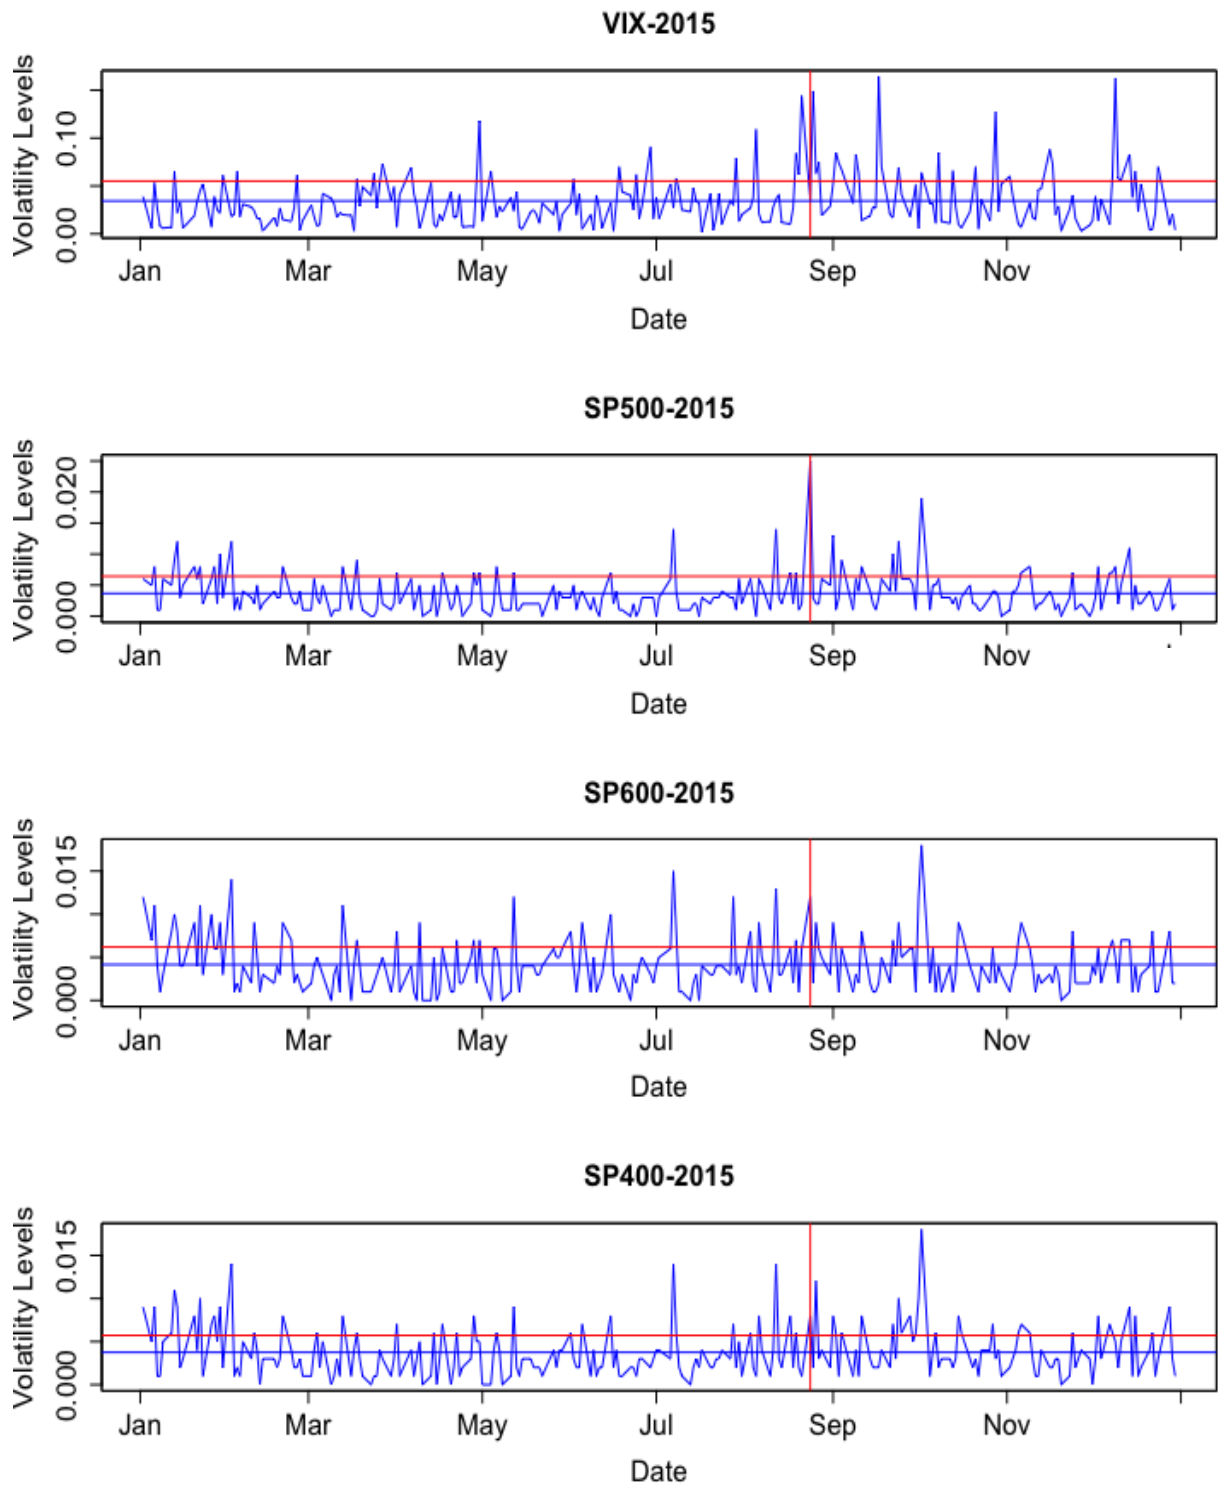 VIX-2015
Volatility Levels
0.10
0.00
Jan Mar May Jul Sep Nov
Date
SP500-2015
Volatility Levels
0.020
0.000
Jan Mar May Jul Sep Nov
Date
SP600-2015
Volatility Levels
0.015
0.000
Jan Mar May Jul Sep Nov
Date
SP400-2015
Volatility Levels
0.015
0.000
Jan Mar May Jul Sep Nov
Date